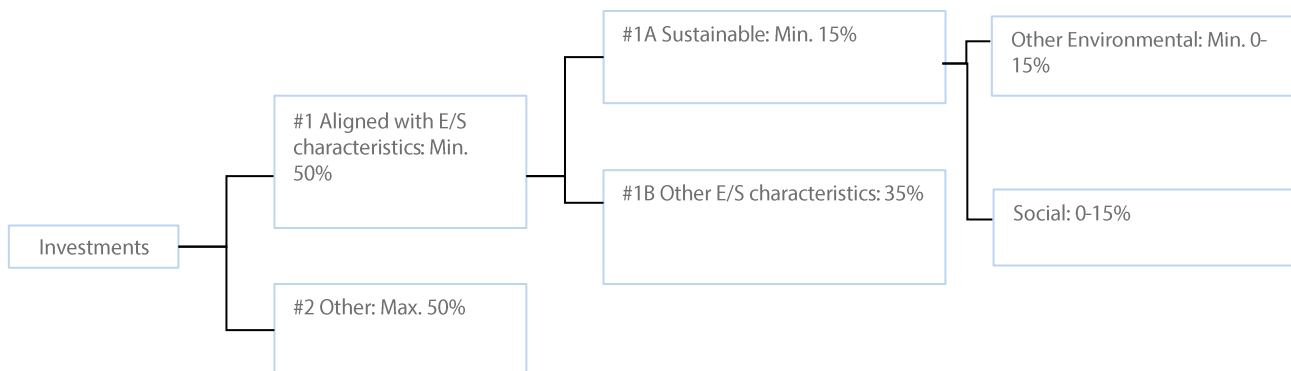 Investments
#1 Aligned with E/S
characteristics: Min.
50%
#2 Other: Max. 50%
#1A Sustainable: Min. 15%
#1B Other E/S characteristics: 35%
Other Environmental: Min. 0-
15%
Social: 0-15%